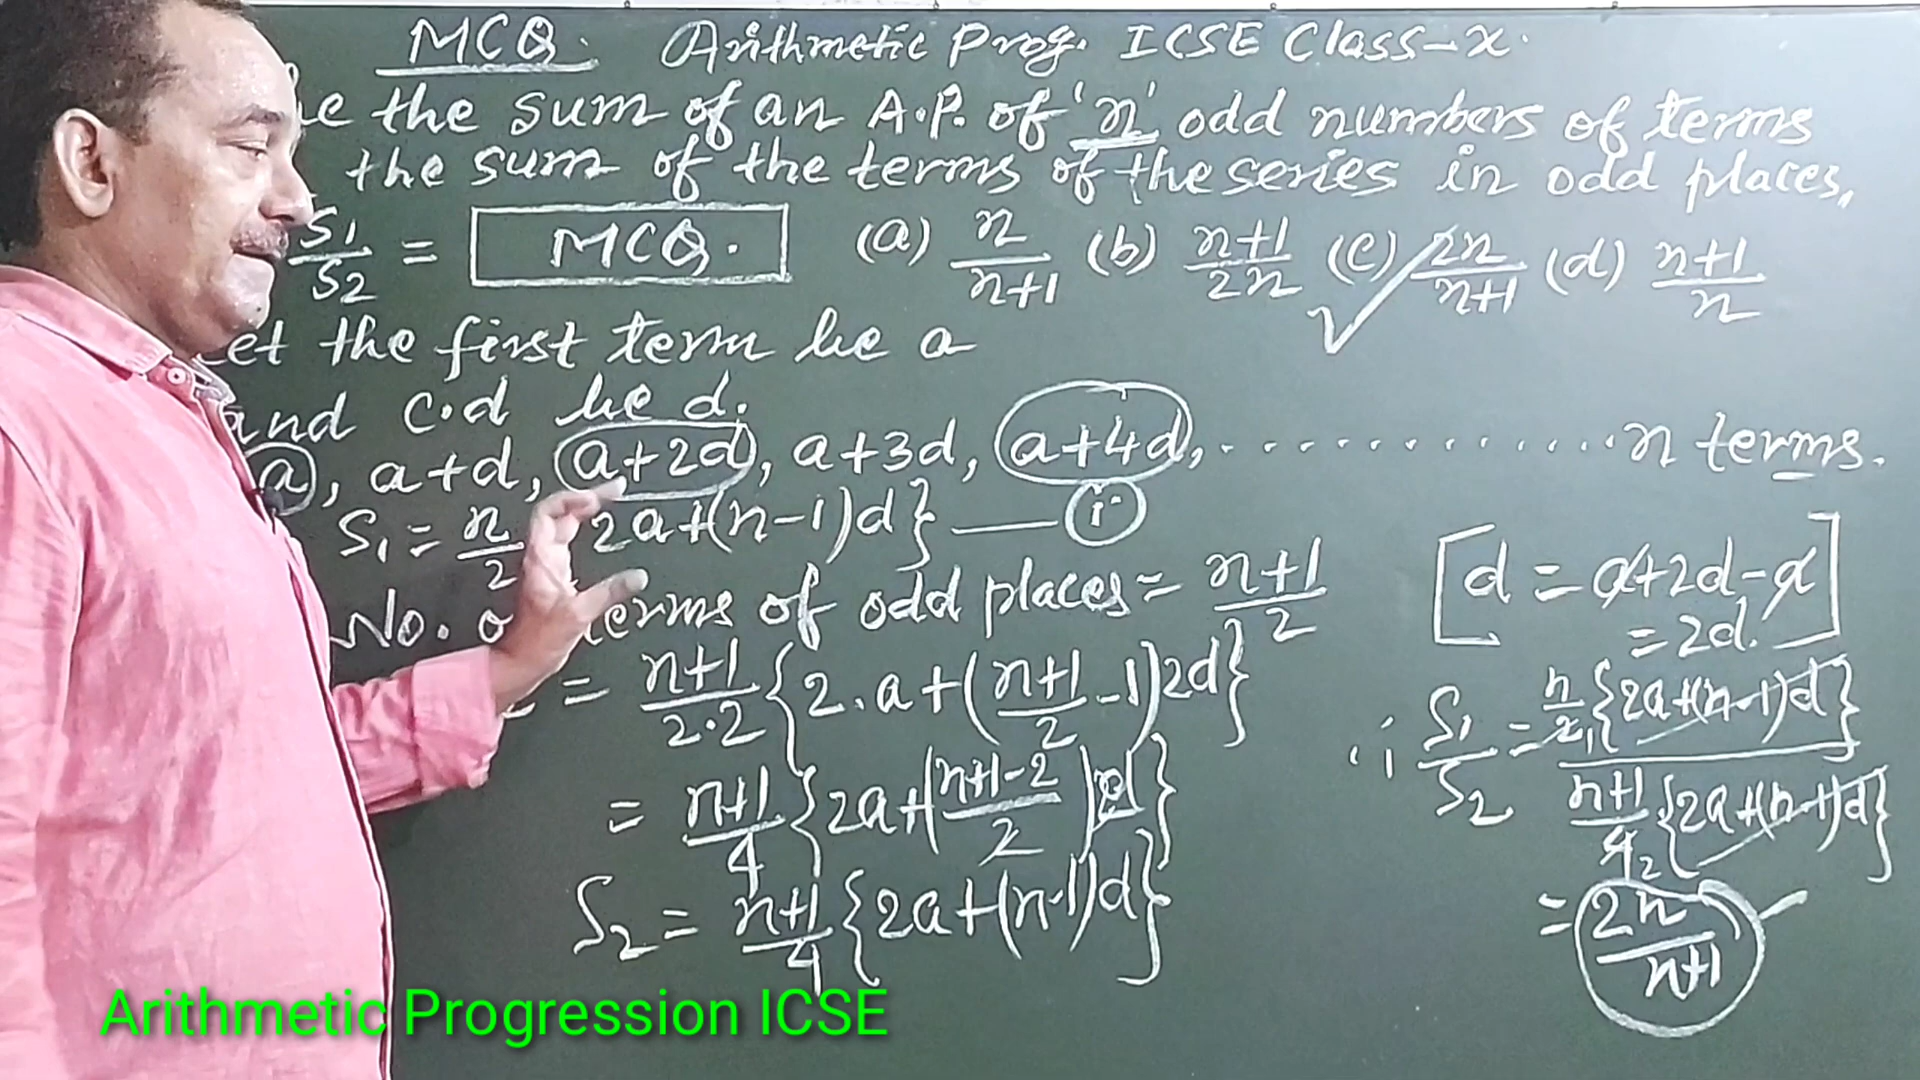 MCQ. Arithmetic Prog. ICSE Class-X.
the sum of an A.P. of 'n' odd numbers of terms
the sum of the terms of the series in odd places,
S₁/S₂ = MCQ. (a) n/n+1 (b) n+1/2n (c) 2n/n+1 (d) n+1/n
et the first term be a
and c.d be d.
a, a+d, a+2d, a+3d, a+4d, .............. n terms.
S₁ = n/2 2a+(n-1)d} — (i)
No. o terms of odd places = n+1/2
[d = a+2d-a
= 2d.]
= n+1/2·2 {2.a+(n+1/2 -1)2d}
= n+1/4 {2a+(n+1-2/2)2d}
S₂ = n+1/4 {2a+(n-1)d}
S₁/S₂ = n/2 {2a+(n-1)d} / n+1/4 {2a+(n-1)d}
= 2n/n+1
Arithmetic Progression ICSE